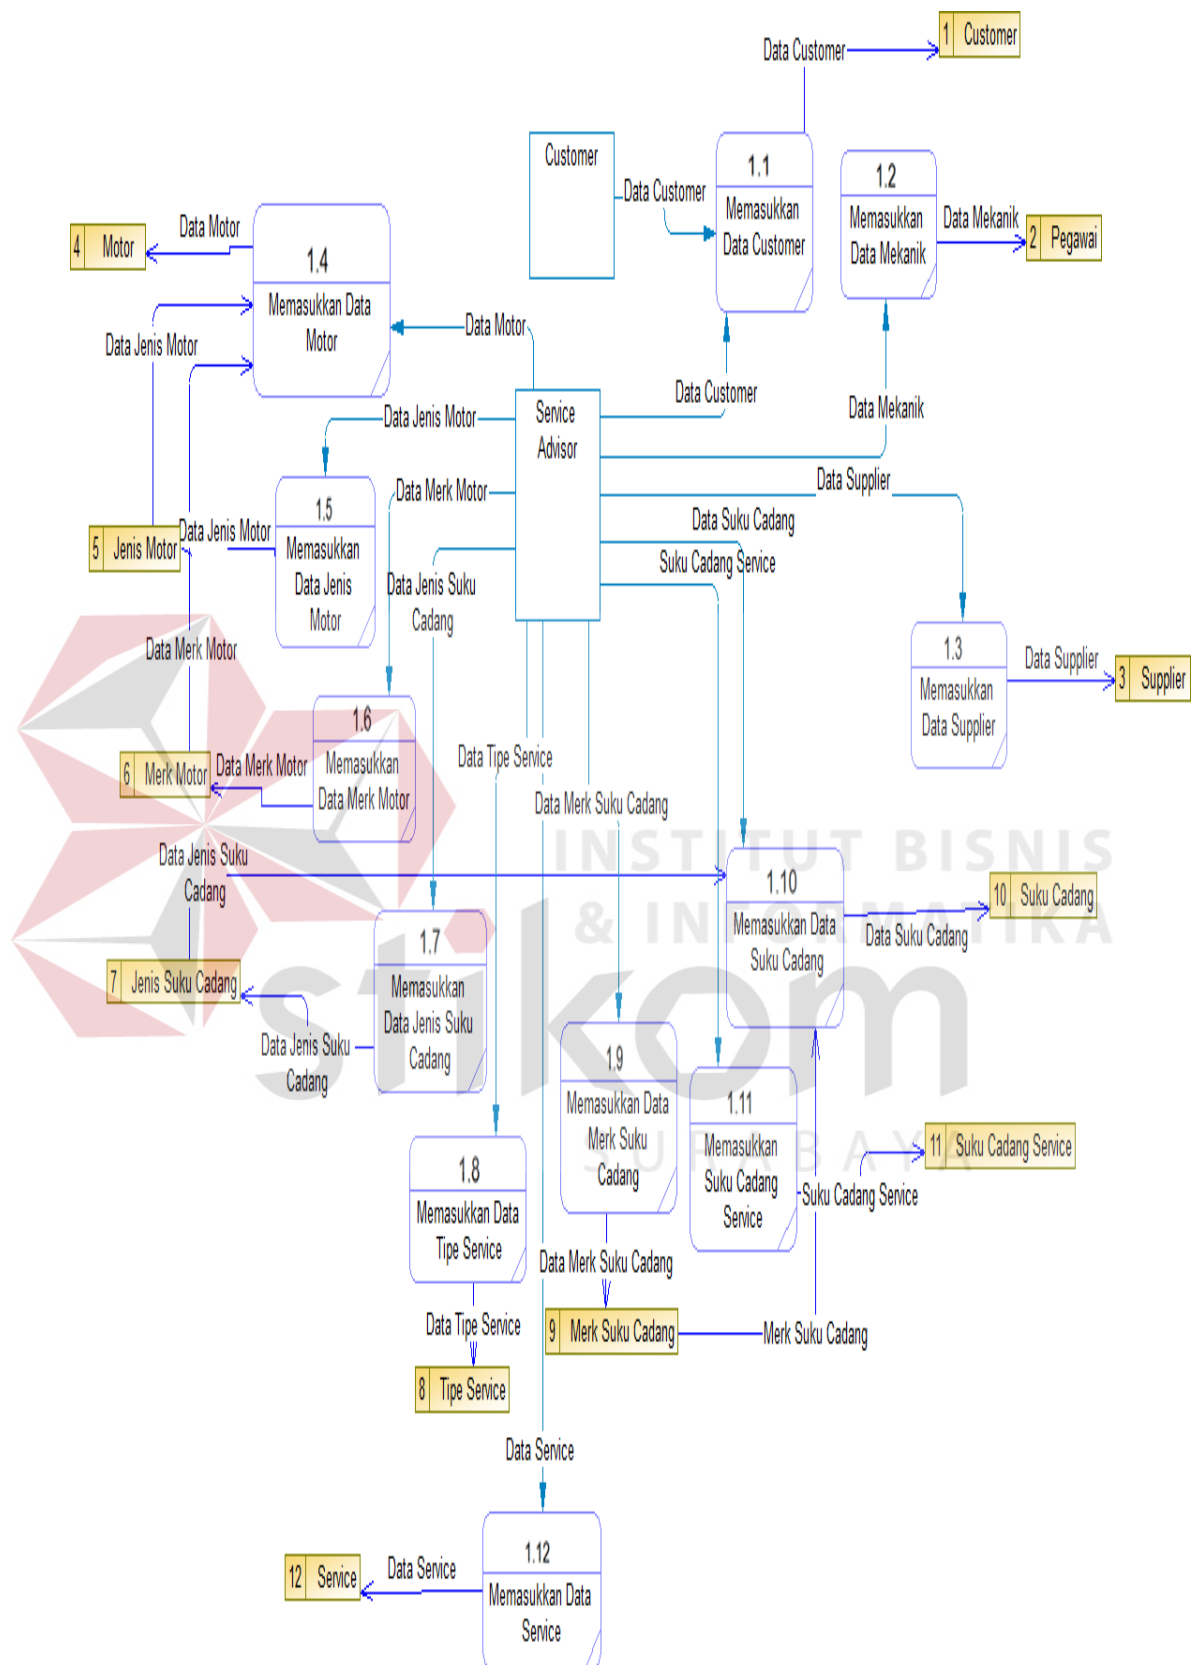 1 Customer
Data Customer
Customer
1.1
Memasukkan
Data Customer
Data Customer
1.2
Memasukkan
Data Mekanik
Data Mekanik
2 Pegawai
4 Motor
Data Motor
1.4
Memasukkan Data
Motor
Data Motor
Data Jenis Motor
Data Customer
Data Mekanik
Service
Advisor
Data Jenis Motor
Data Merk Motor
Data Supplier
Data Suku Cadang
Suku Cadang Service
5 Jenis Motor
Data Jenis Motor
1.5
Memasukkan
Data Jenis
Motor
Data Jenis Suku
Cadang
Data Merk Motor
1.3
Memasukkan
Data Supplier
Data Supplier
3 Supplier
6 Merk Motor
Data Merk Motor
1.6
Memasukkan
Data Merk Motor
Data Tipe Service
Data Merk Suku Cadang
INSTITUT BISNIS
& INFORMATIKA
stikom
SURABAYA
Data Jenis Suku
Cadang
1.10
Memasukkan Data
Suku Cadang
Data Suku Cadang
10 Suku Cadang
7 Jenis Suku Cadang
Data Jenis Suku
Cadang
1.7
Memasukkan
Data Jenis Suku
Cadang
1.9
Memasukkan Data
Merk Suku
Cadang
1.11
Memasukkan
Suku Cadang
Service
Suku Cadang Service
11 Suku Cadang Service
1.8
Memasukkan Data
Tipe Service
Data Merk Suku Cadang
Data Tipe Service
9 Merk Suku Cadang
Merk Suku Cadang
8 Tipe Service
Data Service
1.12
Memasukkan Data
Service
Data Service
12 Service